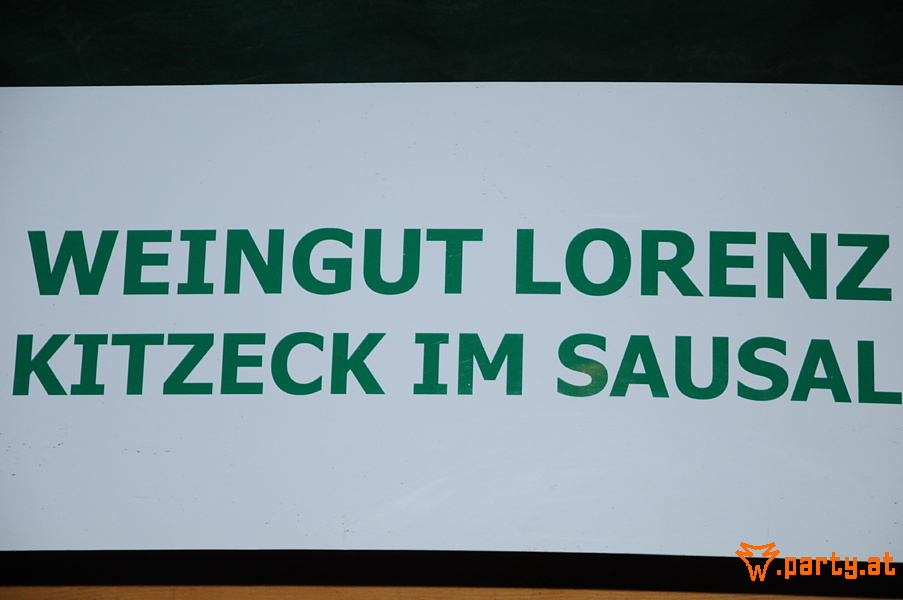 WEINGUT LORENZ
KITZECK IM SAUSAL
w.party.at